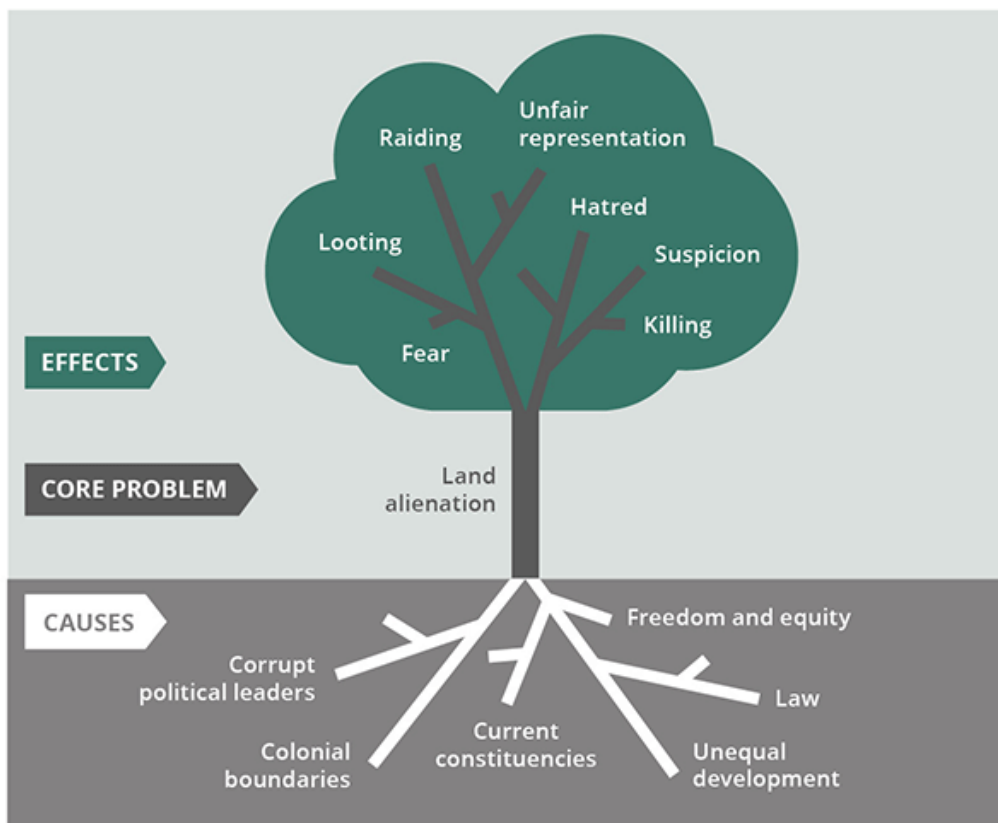 Unfair
representation
Raiding
Hatred
Looting
Suspicion
Killing
Fear
EFFECTS
CORE PROBLEM
Land
alienation
CAUSES
Freedom and equity
Corrupt
political leaders
Law
Current
constituencies
Colonial
boundaries
Unequal
development